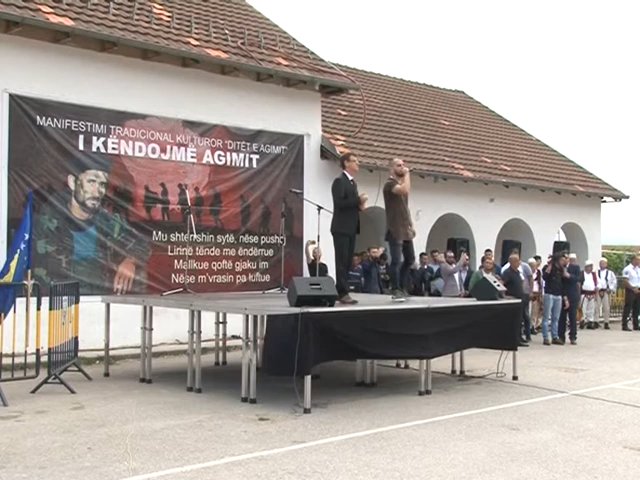 MANIFESTIMI TRADICIONAL KULTUROR "DITËT E AGIMIT"
I KËNDOJMË AGIMIT
Mu shterrshin sytë, nëse pushoj
Lirinë tënde me ëndërrue
Mallkue qoftë gjaku im
Nëse m'vrasin pa luftue